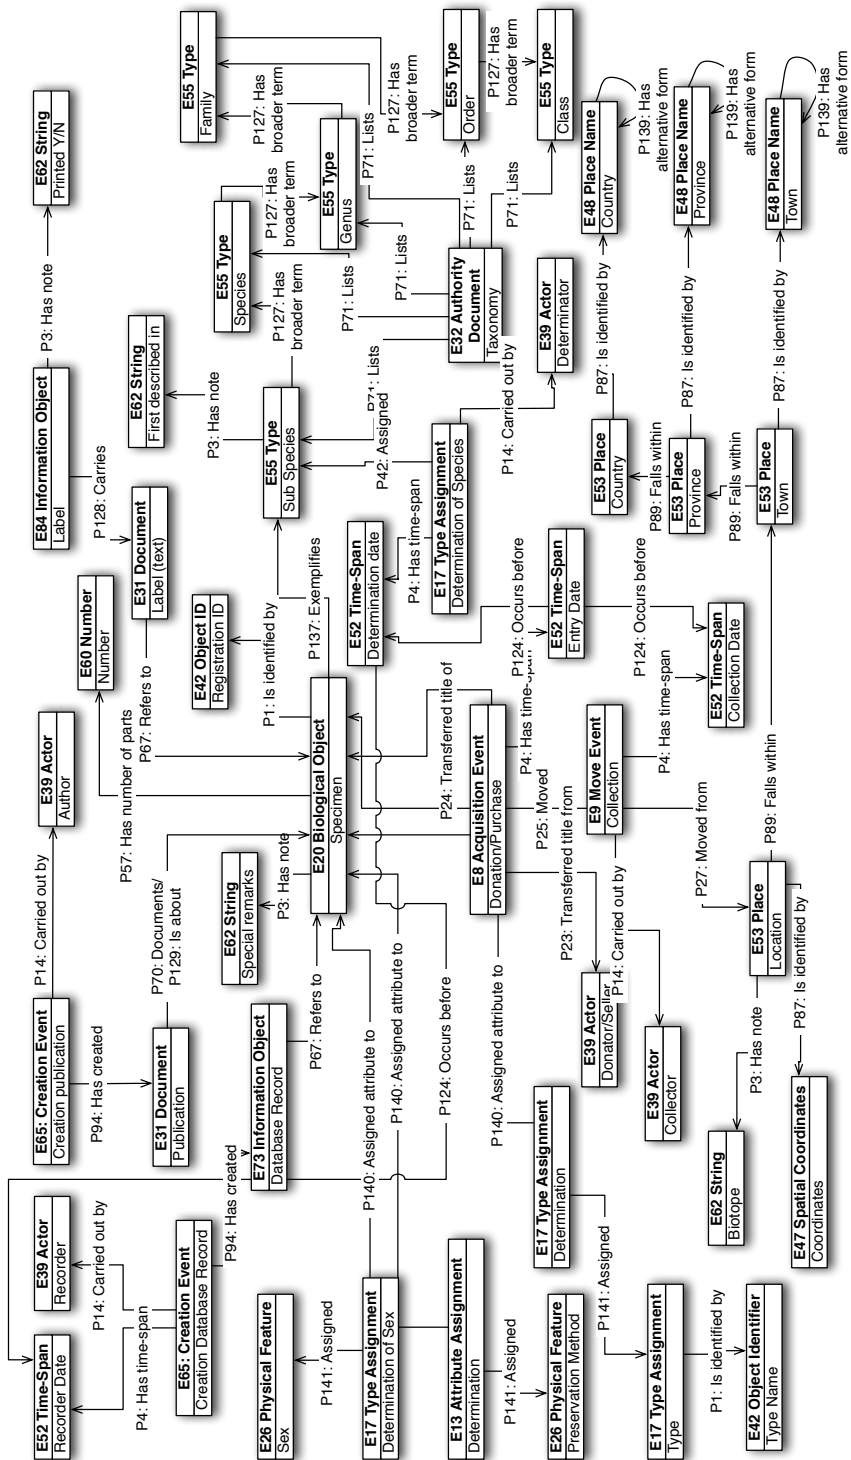 E52 Time-Span
Recorder Date
E39 Actor
Recorder
E65: Creation Event
Creation publication
E39 Actor
Author
E84 Information Object
Label
E62 String
Printed Y/N
P14: Carried out by
P14: Carried out by
P3: Has note
P4: Has time-span
P94: Has created
P128: Carries
E65: Creation Event
Creation Database Record
E31 Document
Publication
P70: Documents/
P129: Is about
P57: Has number of parts
P67: Refers to
E60 Number
Number
E31 Document
Label (text)
E62 String
First described in
E55 Type
Family
P94: Has created
E73 Information Object
Database Record
E62 String
Special remarks
E42 Object ID
Registration ID
P3: Has note
E55 Type
Species
P127: Has
broader term
P127: Has
broader term
E26 Physical Feature
Sex
P3: Has note
P1: Is identified by
E55 Type
Sub Species
P127: Has
broader term
P67: Refers to
P137: Exemplifies
E55 Type
Genus
P141: Assigned
E20 Biological Object
Specimen
P71: Lists
P71: Lists
P140: Assigned attribute to
E52 Time-Span
Determination date
P71: Lists
P42: Assigned
P71: Lists
P127: Has
broader term
E17 Type Assignment
Determination of Sex
P140: Assigned attribute to
P4: Has time-span
E17 Type Assignment
Determination of Species
E32 Authority
Document
Taxonomy
E55 Type
Order
P124: Occurs before
P24: Transferred title of
P71: Lists
P127: Has
broader term
E13 Attribute Assignment
Determination
E8 Acquisition Event
Donation/Purchase
P14: Carried out by
P71: Lists
P141: Assigned
P140: Assigned attribute to
P4: Has time-span
P124: Occurs before
E39 Actor
Determinator
E55 Type
Class
E26 Physical Feature
Preservation Method
E17 Type Assignment
Determination
P25: Moved
E52 Time-Span
Entry Date
P23: Transferred title from
E39 Actor
Donator/Seller
E9 Move Event
Collection
E53 Place
Country
P87: Is identified by
E48 Place Name
Country
P141: Assigned
P14: Carried out by
P4: Has time-span
P124: Occurs before
P89: Falls within
P139: Has
alternative form
E17 Type Assignment
Type
E39 Actor
Collector
P27: Moved from
E53 Place
Province
P87: Is identified by
E48 Place Name
Province
P1: Is identified by
E62 String
Biotope
E52 Time-Span
Collection Date
P89: Falls within
P139: Has
alternative form
E42 Object Identifier
Type Name
P3: Has note
E53 Place
Location
P89: Falls within
E53 Place
Town
P87: Is identified by
E48 Place Name
Town
E47 Spatial Coordinates
Coordinates
P87: Is identified by
P139: Has
alternative form